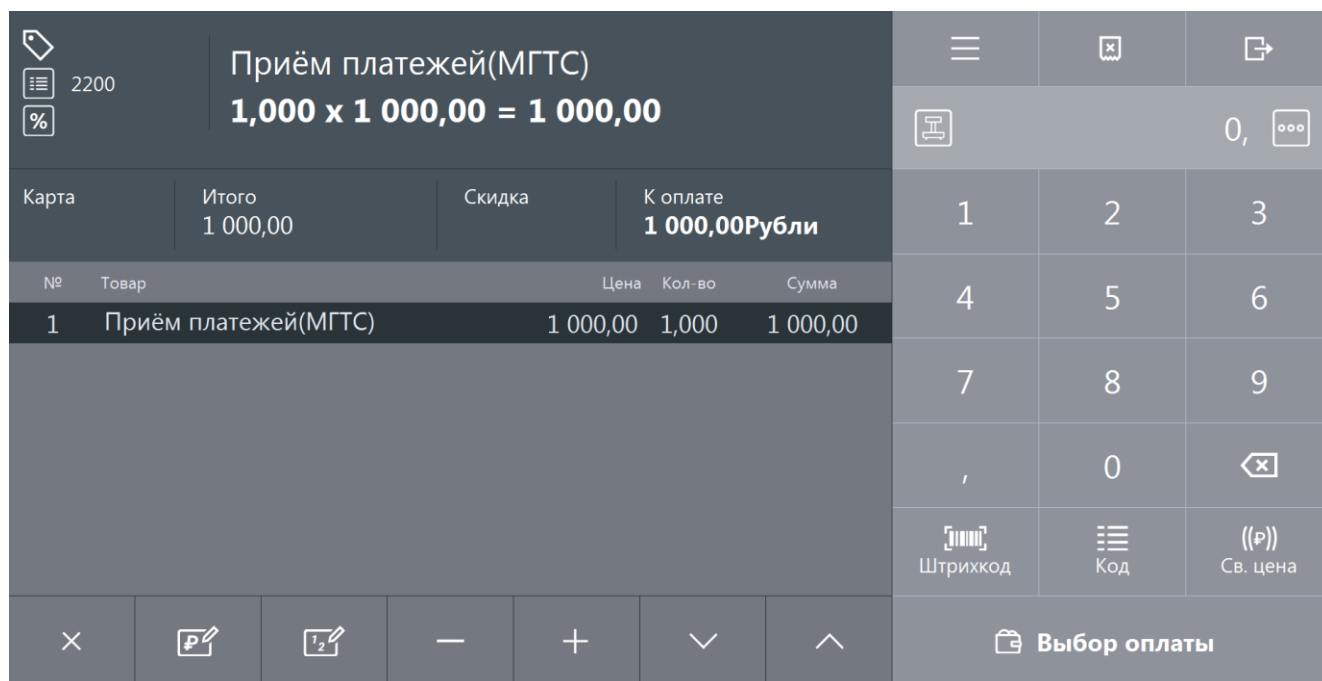 2200
%
Приём платежей(МГТС)
1,000 x 1 000,00 = 1 000,00
0,
Карта
Итого
1 000,00
Скидка
К оплате
1 000,00Рубли
№ Товар Цена Кол-во Сумма
1 Приём платежей(МГТС) 1 000,00 1,000 1 000,00
1 2 3
4 5 6
7 8 9
, 0
Штрихкод
Код
((₽))
Св. цена
₽
1/2
Выбор оплаты